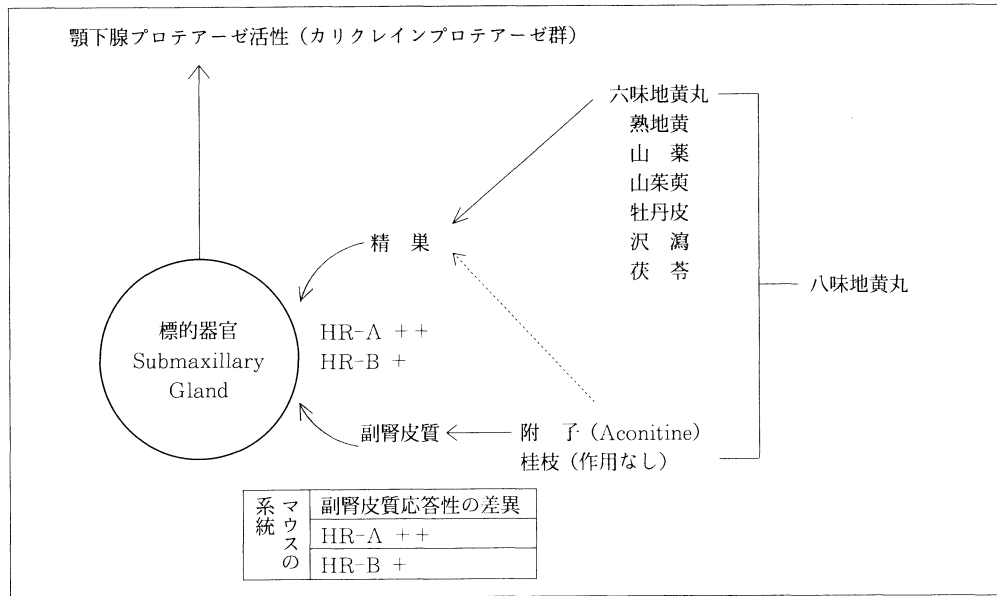 顎下腺プロテアーゼ活性（カリクレインプロテアーゼ群）
六味地黄丸
熟地黄
山　薬
山茱萸
牡丹皮
沢　瀉
茯　苓
八味地黄丸
精　巣
標的器官
Submaxillary
Gland
HR-A ++
HR-B +
副腎皮質
附　子（Aconitine）
桂枝（作用なし）
マウスの
系統
副腎皮質応答性の差異
HR-A ++
HR-B +